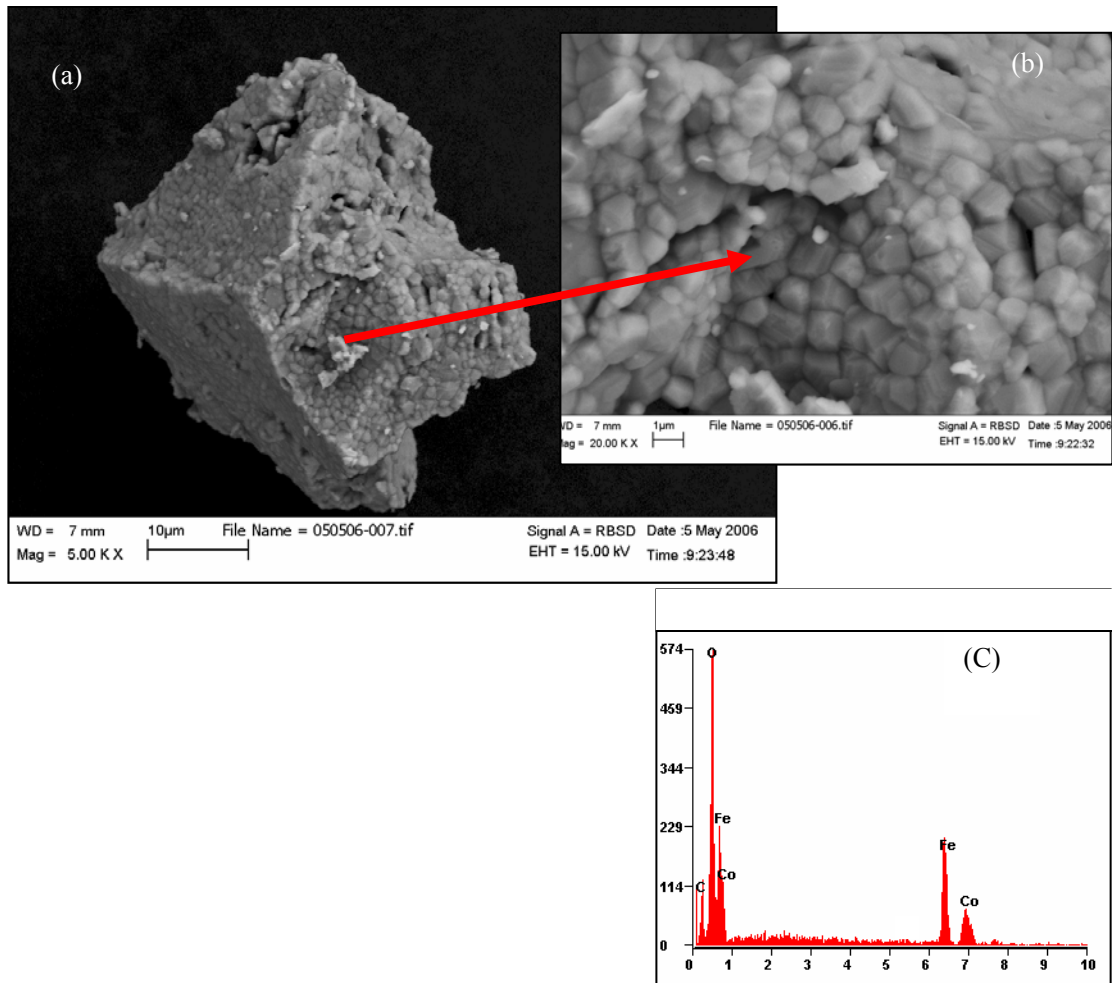 (a)
WD = 7 mm 10µm File Name = 050506-007.tif Signal A = RBSD Date :5 May 2006
Mag = 5.00 K X EHT = 15.00 kV Time :9:23:48
(b)
WD = 7 mm 1µm File Name = 050506-006.tif Signal A = RBSD Date :5 May 2006
Mag = 20.00 K X EHT = 15.00 kV Time :9:22:32
(C)
574
459
344
229
114
0
O
Fe
Co
C
Fe
Co
0 1 2 3 4 5 6 7 8 9 10